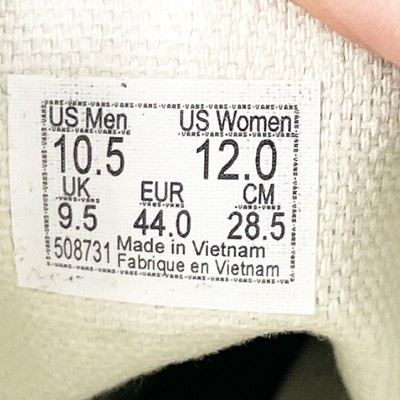 US Men US Women
10.5 12.0
UK EUR CM
9.5 44.0 28.5
508731 Made in Vietnam
Fabrique en Vietnam